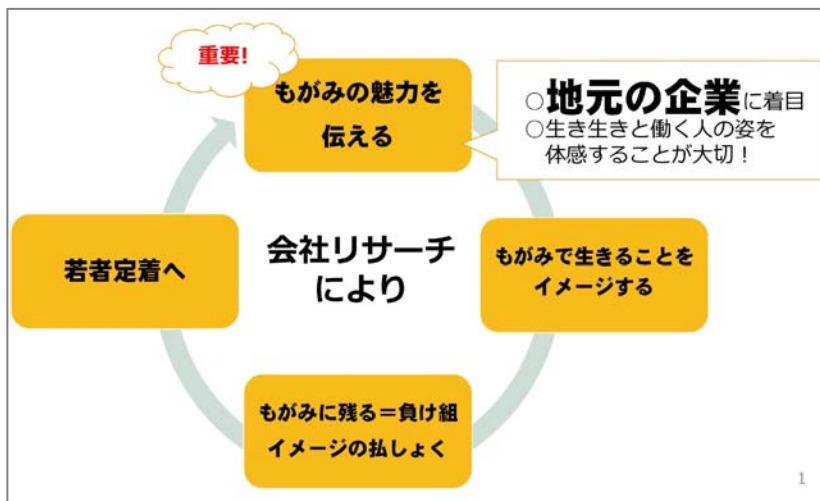 重要!
もがみの魅力を
伝える
○地元の企業に着目
○生き生きと働く人の姿を
体感することが大切！
会社リサーチ
により
もがみで生きることを
イメージする
もがみに残る＝負け組
イメージの払しょく
若者定着へ
1